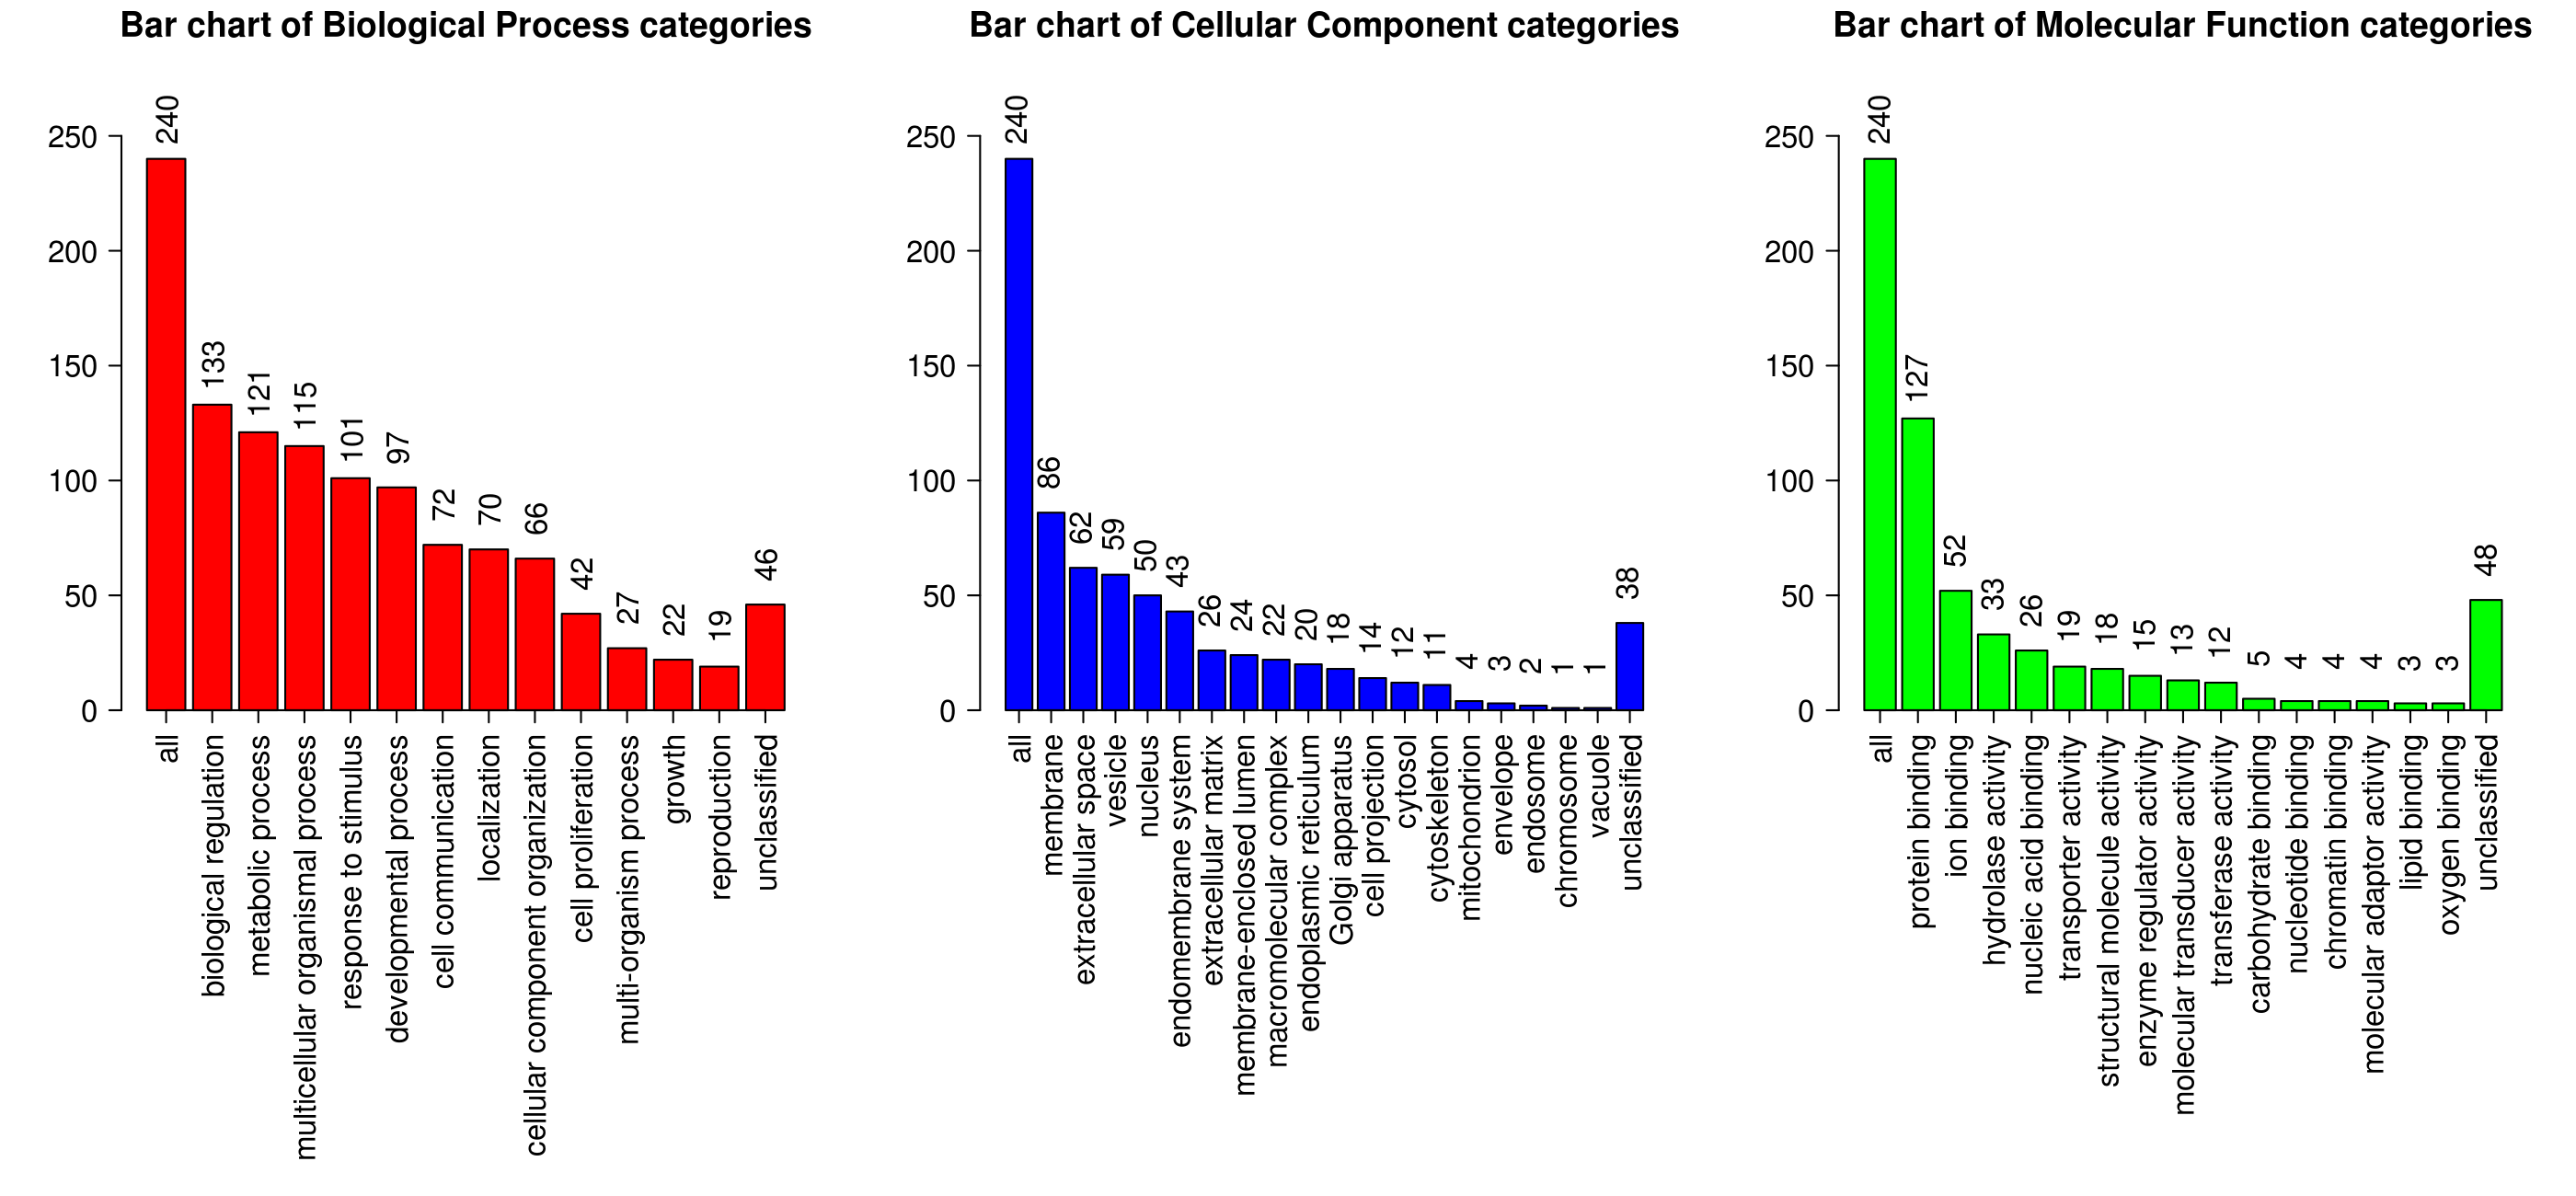 Bar chart of Biological Process categories
250
200
150
100
50
0
240
133
121
115
101
97
72
70
66
42
27
22
19
46
all
biological regulation
metabolic process
multicellular organismal process
response to stimulus
developmental process
cell communication
localization
cellular component organization
cell proliferation
multi-organism process
growth
reproduction
unclassified
Bar chart of Cellular Component categories
250
200
150
100
50
0
240
86
62
59
50
43
26
24
22
20
18
14
12
11
4
3
2
1
1
38
all
membrane
extracellular space
vesicle
nucleus
endomembrane system
extracellular matrix
membrane-enclosed lumen
macromolecular complex
endoplasmic reticulum
Golgi apparatus
cell projection
cytosol
cytoskeleton
mitochondrion
envelope
endosome
chromosome
vacuole
unclassified
Bar chart of Molecular Function categories
250
200
150
100
50
0
240
127
52
33
26
19
18
15
13
12
5
4
4
4
3
3
48
all
protein binding
ion binding
hydrolase activity
nucleic acid binding
transporter activity
structural molecule activity
enzyme regulator activity
molecular transducer activity
transferase activity
carbohydrate binding
nucleotide binding
chromatin binding
molecular adaptor activity
lipid binding
oxygen binding
unclassified